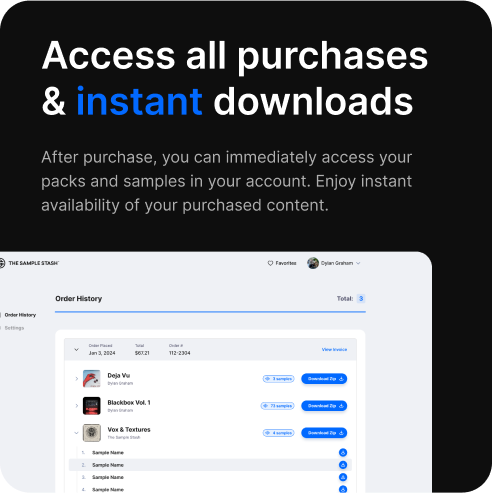 Access all purchases
& instant downloads
After purchase, you can immediately access your
packs and samples in your account. Enjoy instant
availability of your purchased content.
THE SAMPLE STASH
Favorites
Dylan Graham
Order History
Total: 3
Order History
Settings
Order Placed
Total
Order #
Jan 3, 2024
$67.21
112-2304
View Invoice
Deja Vu
Dylan Graham
3 samples
Download Zip
Blackbox Vol. 1
Dylan Graham
73 samples
Download Zip
Vox & Textures
The Sample Stash
4 samples
Download Zip
1. Sample Name
2. Sample Name
3. Sample Name
4. Sample Name